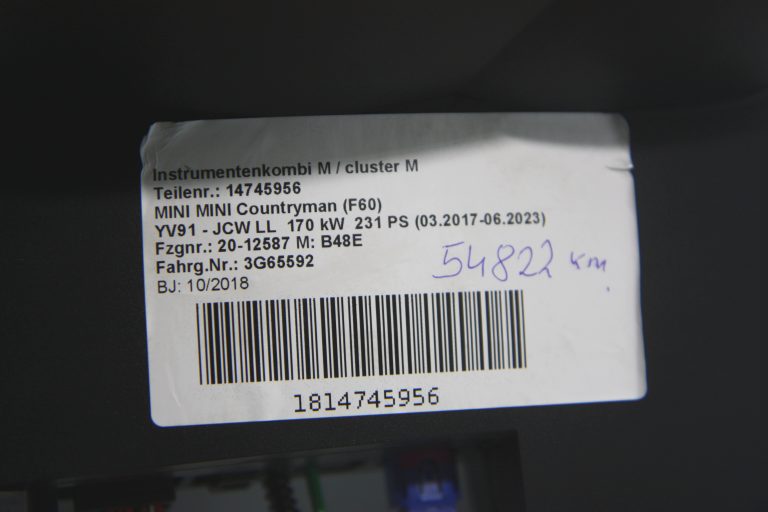 Instrumentenkombi M / cluster M
Teilenr.: 14745956
MINI MINI Countryman (F60)
YV91 - JCW LL 170 kW 231 PS (03.2017-06.2023)
Fzgnr.: 20-12587 M: B48E
Fahrg.Nr.: 3G65592
54822 km
BJ: 10/2018
1814745956